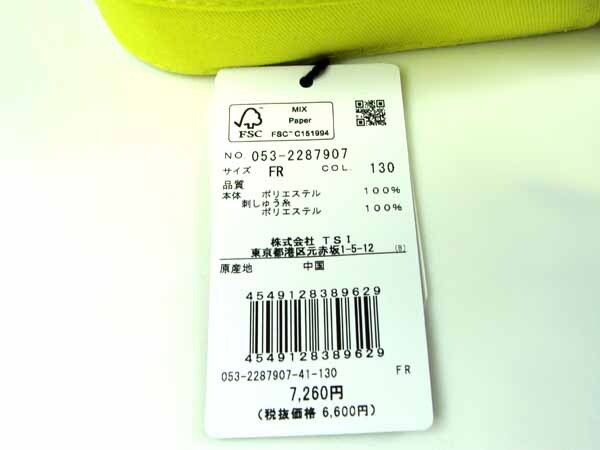 FSC™
MIX
Paper
FSC™ C151994
NO. 053-2287907
サイズ FR COL. 130
品質
本体 ポリエステル 100%
刺しゅう糸
ポリエステル 100%
株式会社 TSI
東京都港区元赤坂1-5-12 (B)
原産地 中国
4549128389629
4549128389629
053-2287907-41-130 FR
7,260円
(税抜価格 6,600円)